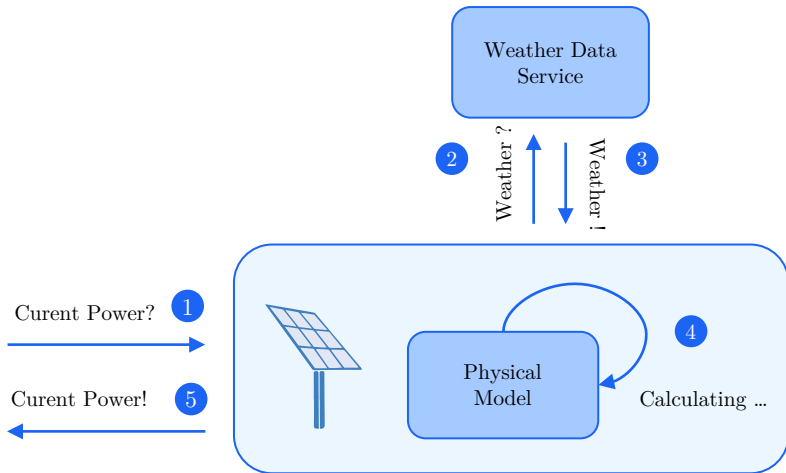 Weather Data
Service
2
Weather ?
Weather !
3
1
Curent Power?
4
Physical
Model
Curent Power!
5
Calculating …